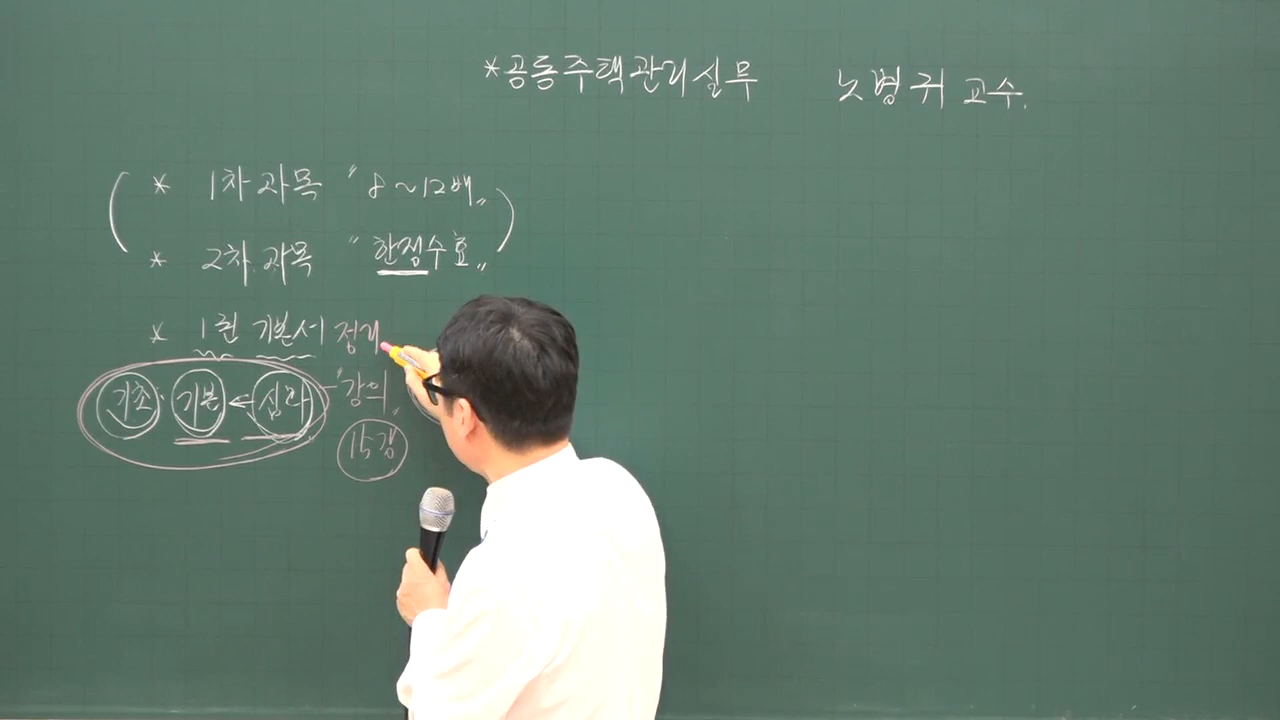 *공동주택관리실무 노병귀 교수.
* 1차 과목 "8~12배"
* 2차 과목 "한정수효"
* 1권 기본서 정리
기초 기본 ← 심화 "강의"
15강